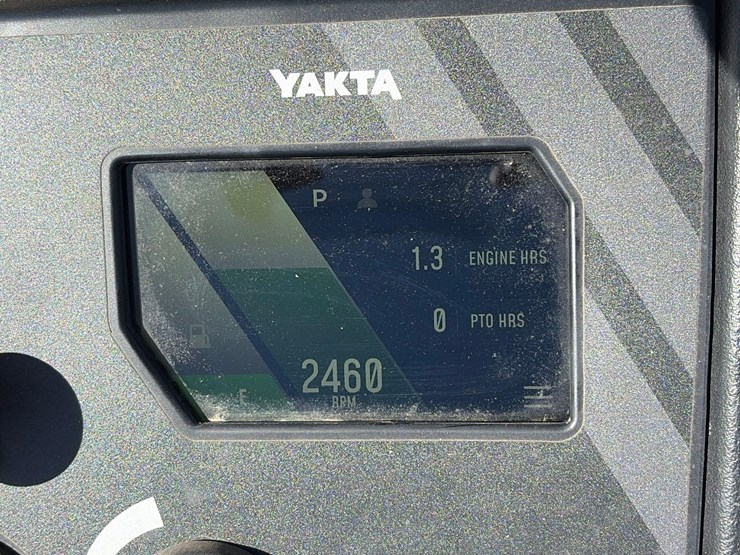 YAKTA
P
1.3 ENGINE HRS
0 PTO HRS
2460
RPM
E